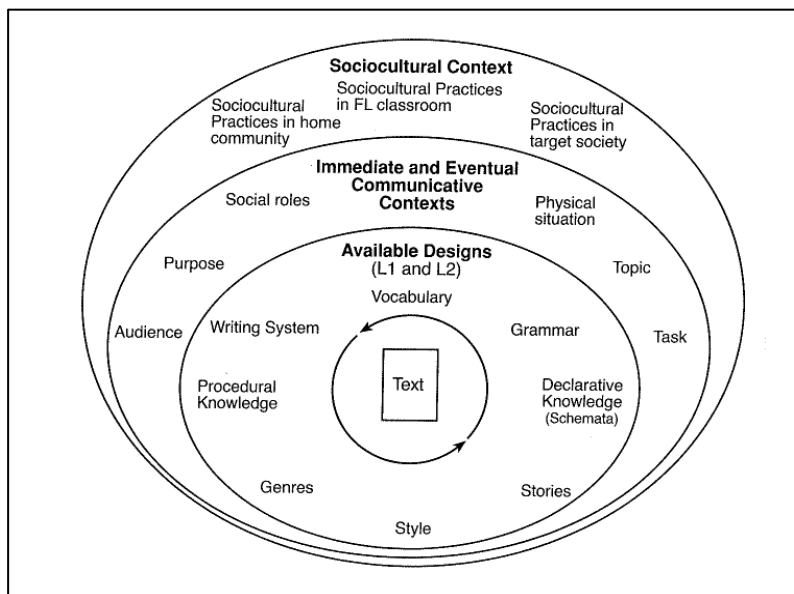 Sociocultural Context
Sociocultural Practices
in FL classroom
Sociocultural
Practices in home
community
Sociocultural
Practices in
target society
Immediate and Eventual
Communicative
Contexts
Social roles
Physical
situation
Purpose
Topic
Audience
Task
Available Designs
(L1 and L2)
Vocabulary
Writing System
Grammar
Procedural
Knowledge
Text
Declarative
Knowledge
(Schemata)
Genres
Stories
Style